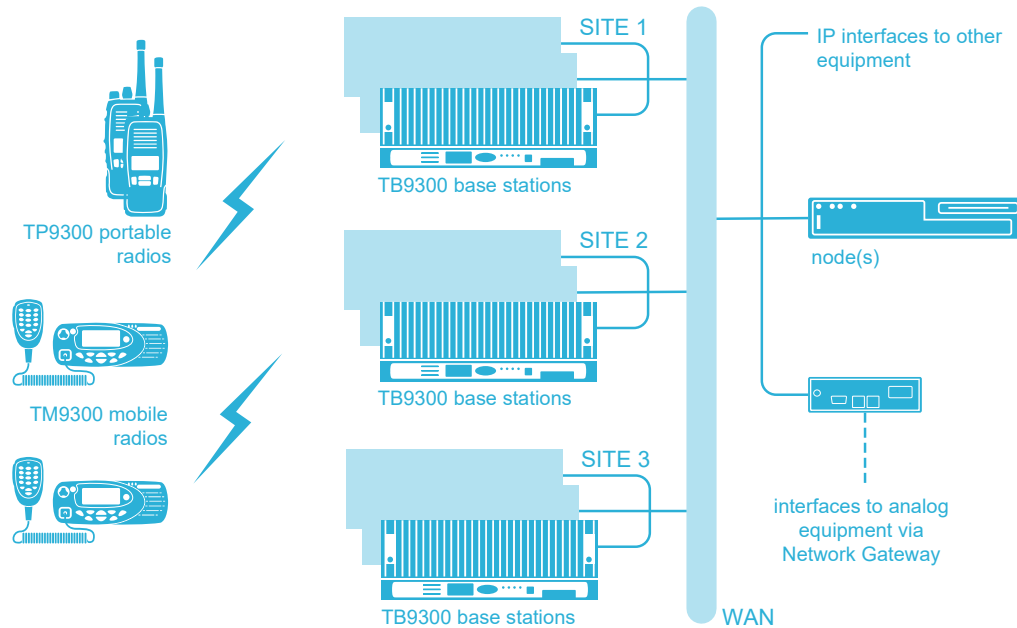 TP9300 portable
radios
TM9300 mobile
radios
SITE 1
TB9300 base stations
SITE 2
TB9300 base stations
SITE 3
TB9300 base stations
WAN
IP interfaces to other
equipment
node(s)
interfaces to analog
equipment via
Network Gateway